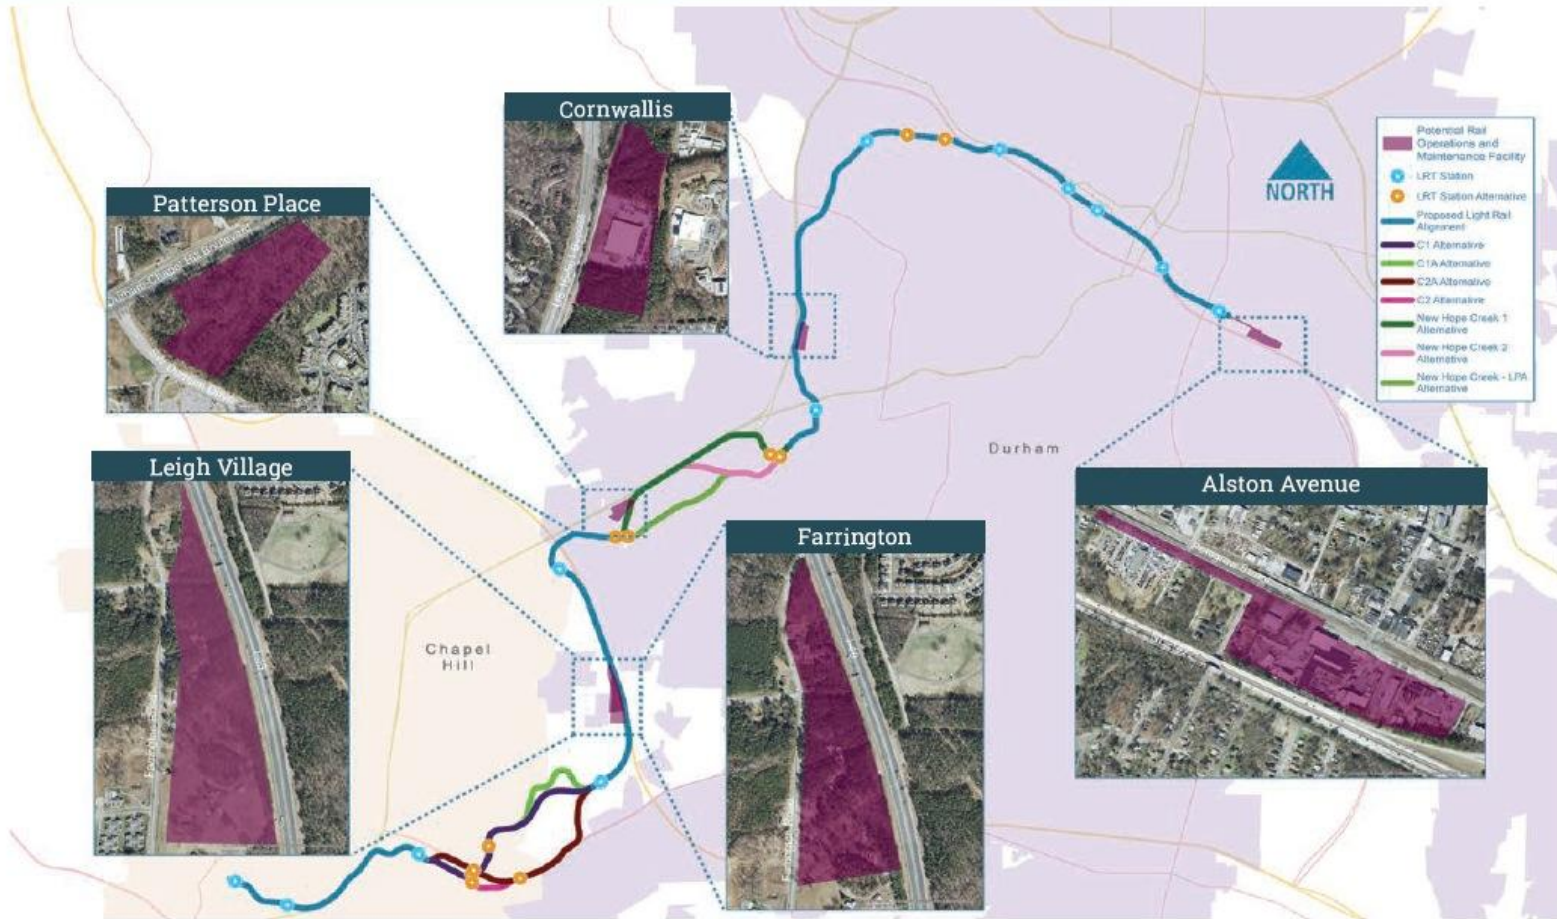 Cornwallis
Patterson Place
Leigh Village
Farrington
Alston Avenue
NORTH
Durham
Chapel
Hill
Potential Rail
Operations and
Maintenance Facility
LRT Station
LRT Station Alternative
Proposed Light Rail
Alignment
C1 Alternative
C1A Alternative
C2A Alternative
C2 Alternative
New Hope Creek 1
Alternative
New Hope Creek 2
Alternative
New Hope Creek - LPA
Alternative